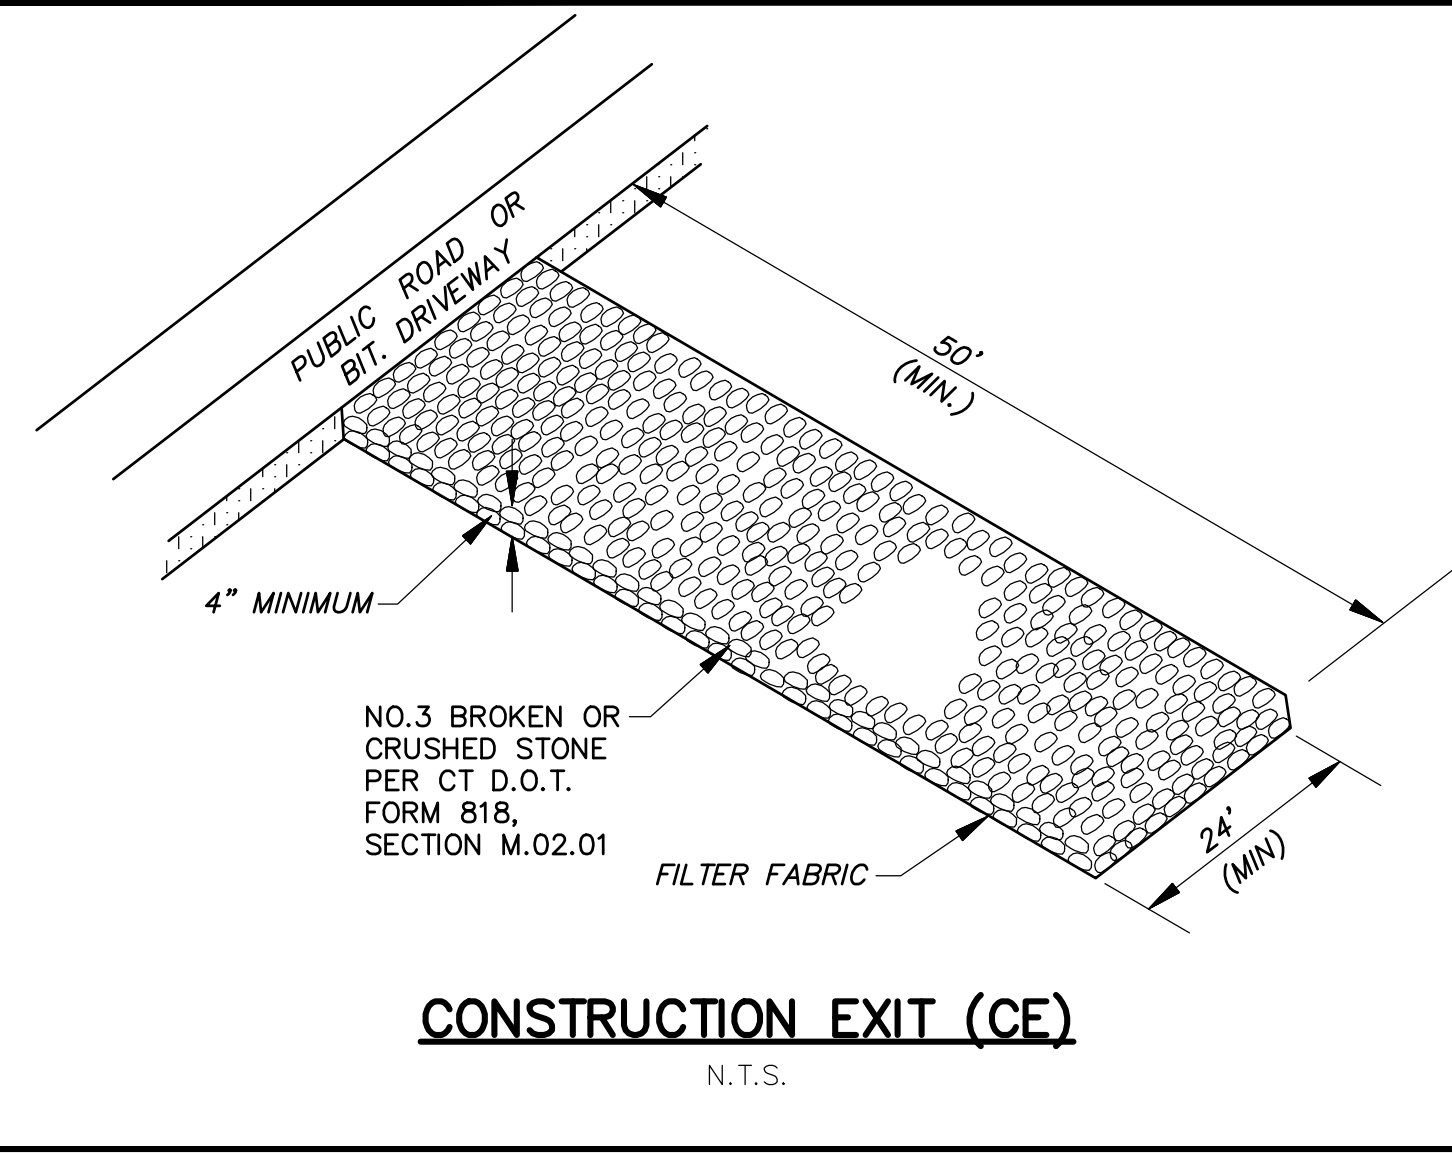 PUBLIC ROAD OR
BIT. DRIVEWAY
50'
(MIN.)
4" MINIMUM
NO.3 BROKEN OR
CRUSHED STONE
PER CT D.O.T.
FORM 818,
SECTION M.02.01
FILTER FABRIC
24'
(MIN)
CONSTRUCTION EXIT (CE)
N.T.S.